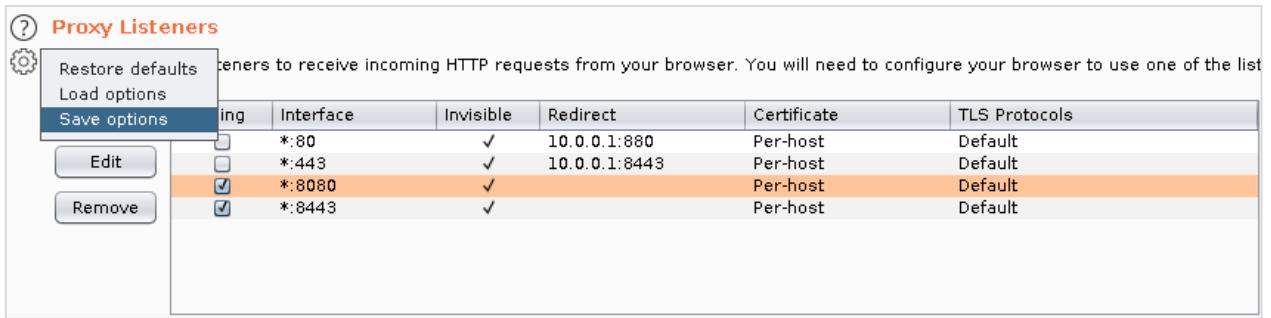 ? Proxy Listeners
Restore defaults
Load options
Save options
to receive incoming HTTP requests from your browser. You will need to configure your browser to use one of the
Interface Invisible Redirect Certificate TLS Protocols
*:80 ✓ 10.0.0.1:880 Per-host Default
Edit *:443 ✓ 10.0.0.1:8443 Per-host Default
*:8080 ✓ Per-host Default
Remove *:8443 ✓ Per-host Default